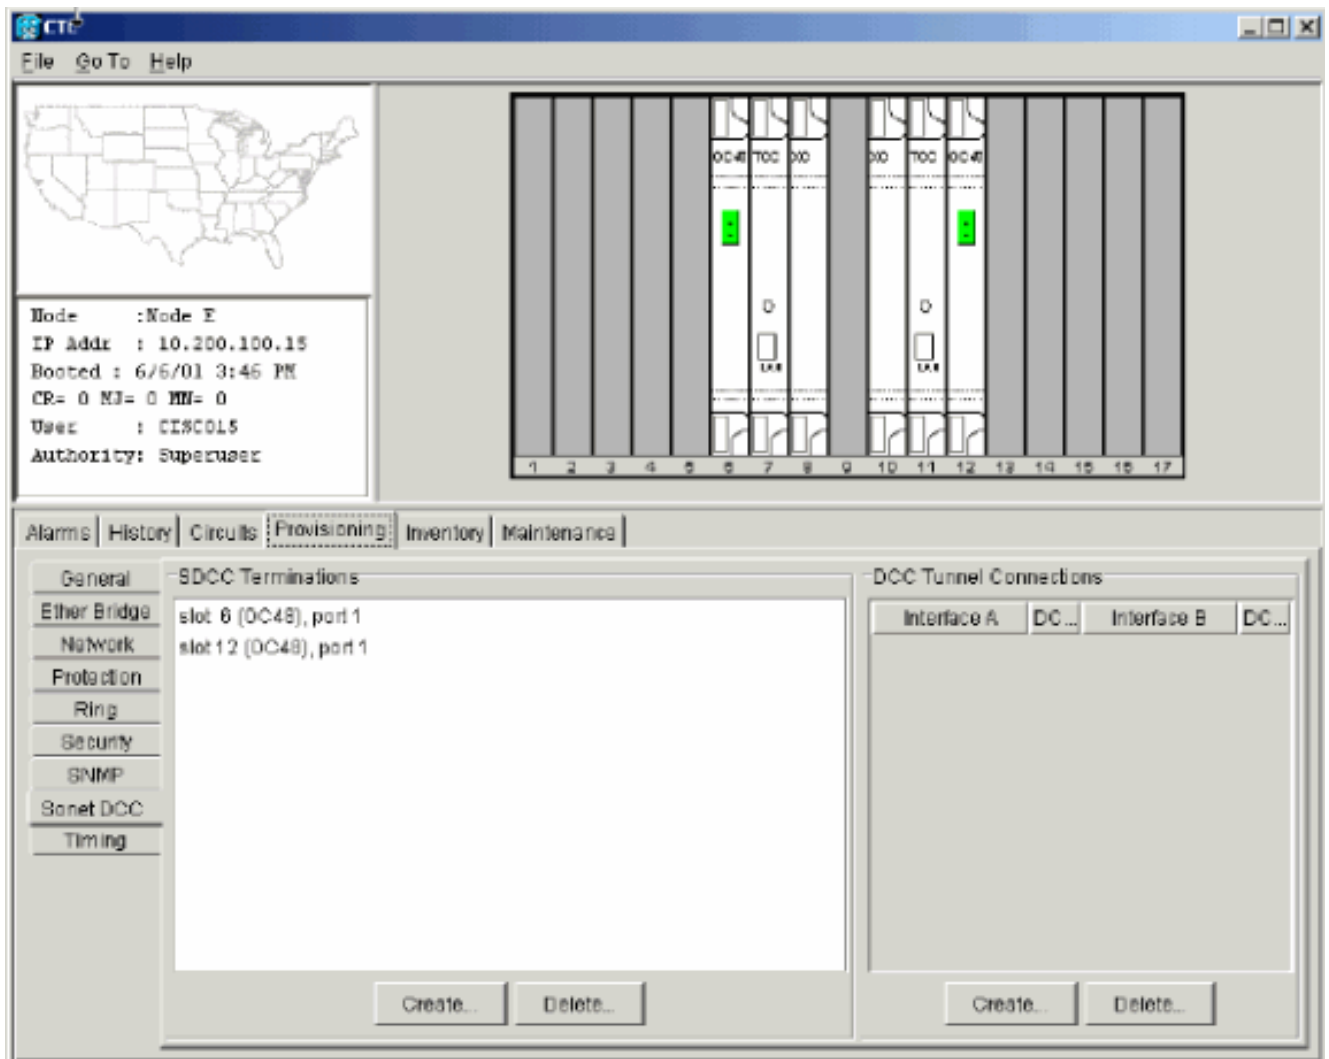 CTC
File Go To Help
Node :Node E
IP Addr : 10.200.100.15
Booted : 6/6/01 3:46 PM
CR= 0 MJ= 0 MN= 0
User : CISCO15
Authority: Superuser
OC48 TCC XC XC TCC OC48
LAN LAN
1 2 3 4 5 6 7 8 9 10 11 12 13 14 15 16 17
Alarms History Circuits Provisioning Inventory Maintenance
General
Ether Bridge
Network
Protection
Ring
Security
SNMP
Sonet DCC
Timing
SDCC Terminations
slot 6 (OC48), port 1
slot 12 (OC48), port 1
Create... Delete...
DCC Tunnel Connections
Interface A DC... Interface B DC...
Create... Delete...